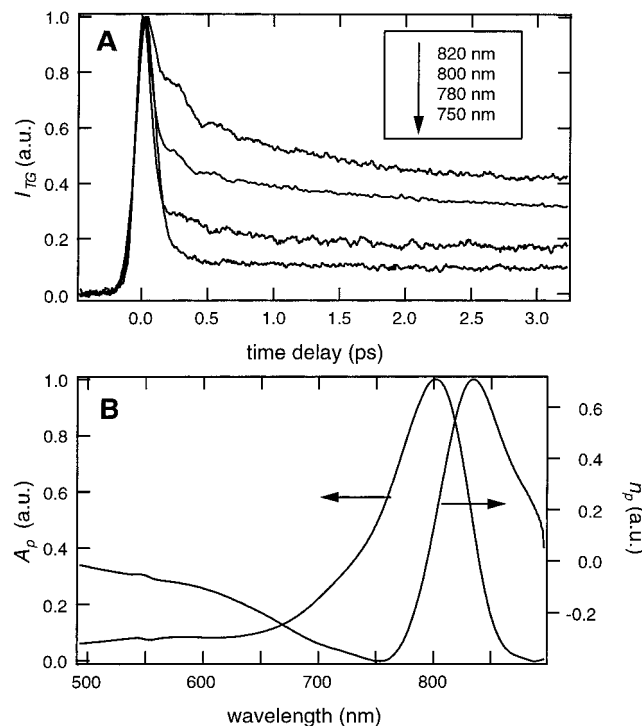 A
I_TG (a.u.)
1.0
0.8
0.6
0.4
0.2
0.0
820 nm
800 nm
780 nm
750 nm
0.0 0.5 1.0 1.5 2.0 2.5 3.0
time delay (ps)
B
A_p (a.u.)
1.0
0.8
0.6
0.4
0.2
0.0
0.6
0.4
0.2
0.0
-0.2
n_p (a.u.)
500 600 700 800
wavelength (nm)